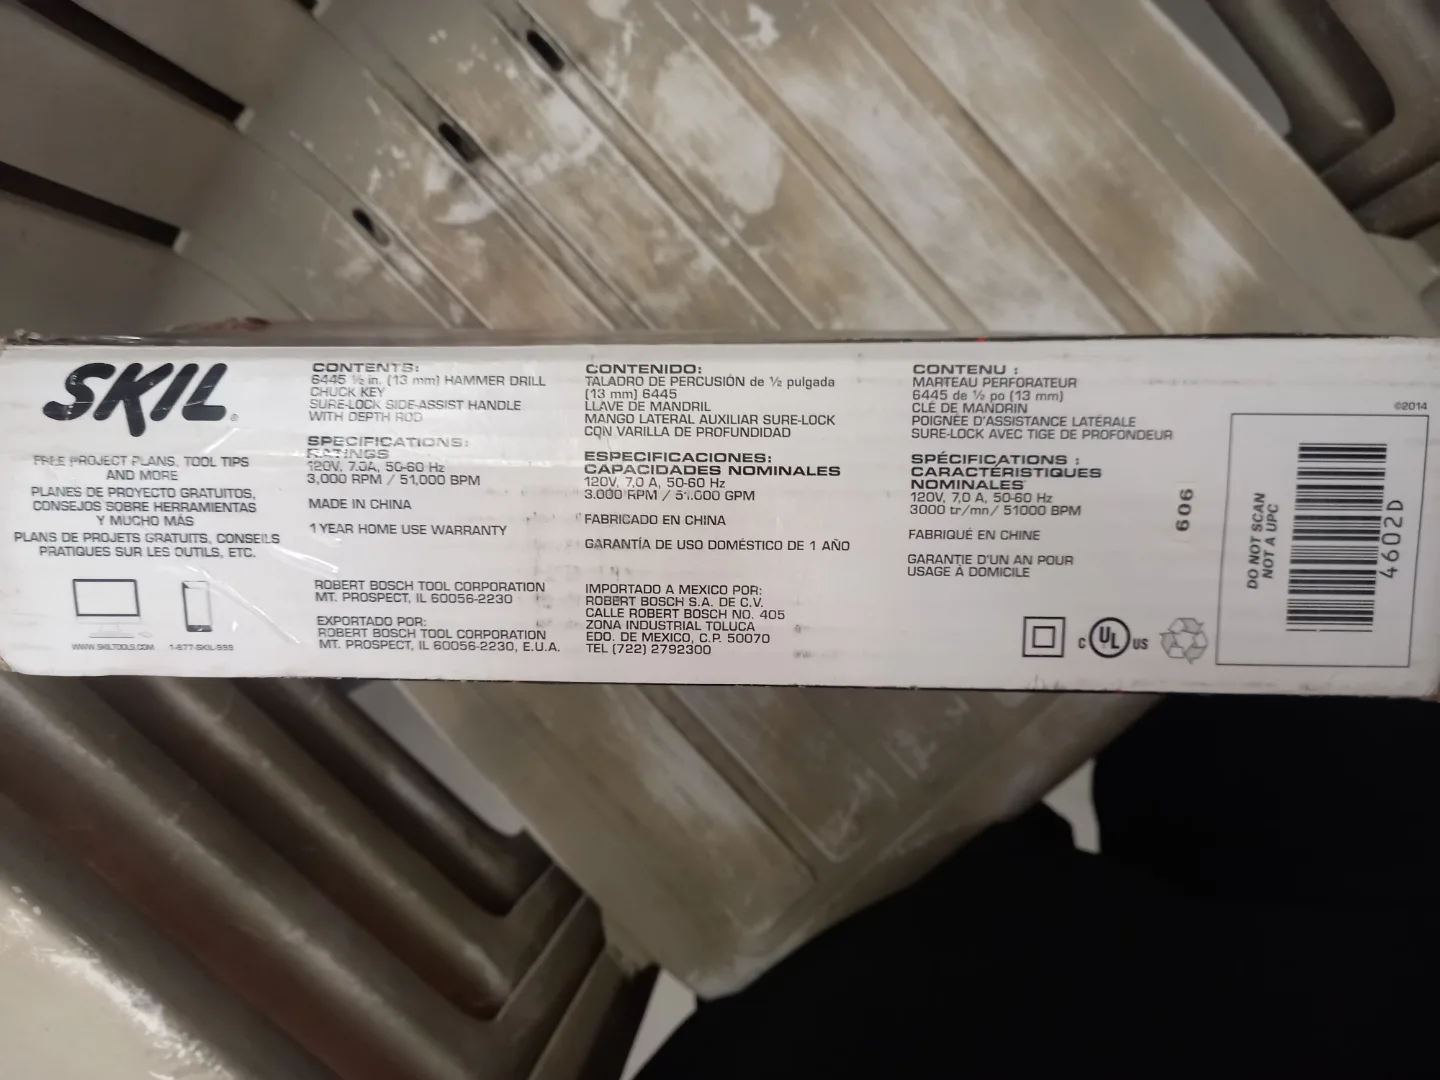 SKIL®
FREE PROJECT PLANS, TOOL TIPS
AND MORE
PLANES DE PROYECTO GRATUITOS,
CONSEJOS SOBRE HERRAMIENTAS
Y MUCHO MÁS
PLANS DE PROJETS GRATUITS, CONSEILS
PRATIQUES SUR LES OUTILS, ETC.
WWW.SKILTOOLS.COM 1-877-SKIL-999
CONTENTS:
6445 ½ in. (13 mm) HAMMER DRILL
CHUCK KEY
SURE-LOCK SIDE-ASSIST HANDLE
WITH DEPTH ROD
SPECIFICATIONS:
RATINGS
120V, 7.0A, 50-60 Hz
3,000 RPM / 51,000 BPM
MADE IN CHINA
1 YEAR HOME USE WARRANTY
ROBERT BOSCH TOOL CORPORATION
MT. PROSPECT, IL 60056-2230
EXPORTADO POR:
ROBERT BOSCH TOOL CORPORATION
MT. PROSPECT, IL 60056-2230, E.U.A.
CONTENIDO:
TALADRO DE PERCUSIÓN de ½ pulgada
(13 mm) 6445
LLAVE DE MANDRIL
MANGO LATERAL AUXILIAR SURE-LOCK
CON VARILLA DE PROFUNDIDAD
ESPECIFICACIONES:
CAPACIDADES NOMINALES
120V, 7,0 A, 50-60 Hz
3.000 RPM / 51.000 GPM
FABRICADO EN CHINA
GARANTÍA DE USO DOMÉSTICO DE 1 AÑO
IMPORTADO A MEXICO POR:
ROBERT BOSCH S.A. DE C.V.
CALLE ROBERT BOSCH NO. 405
ZONA INDUSTRIAL TOLUCA
EDO. DE MEXICO, C.P. 50070
TEL (722) 2792300
CONTENU :
MARTEAU PERFORATEUR
6445 de ½ po (13 mm)
CLÉ DE MANDRIN
POIGNÉE D'ASSISTANCE LATÉRALE
SURE-LOCK AVEC TIGE DE PROFONDEUR
SPÉCIFICATIONS :
CARACTÉRISTIQUES
NOMINALES
120V, 7,0 A, 50-60 Hz
3000 tr/mn/ 51000 BPM
FABRIQUÉ EN CHINE
GARANTIE D'UN AN POUR
USAGE À DOMICILE
606
C UL US
©2014
DO NOT SCAN
NOT A UPC
4602D